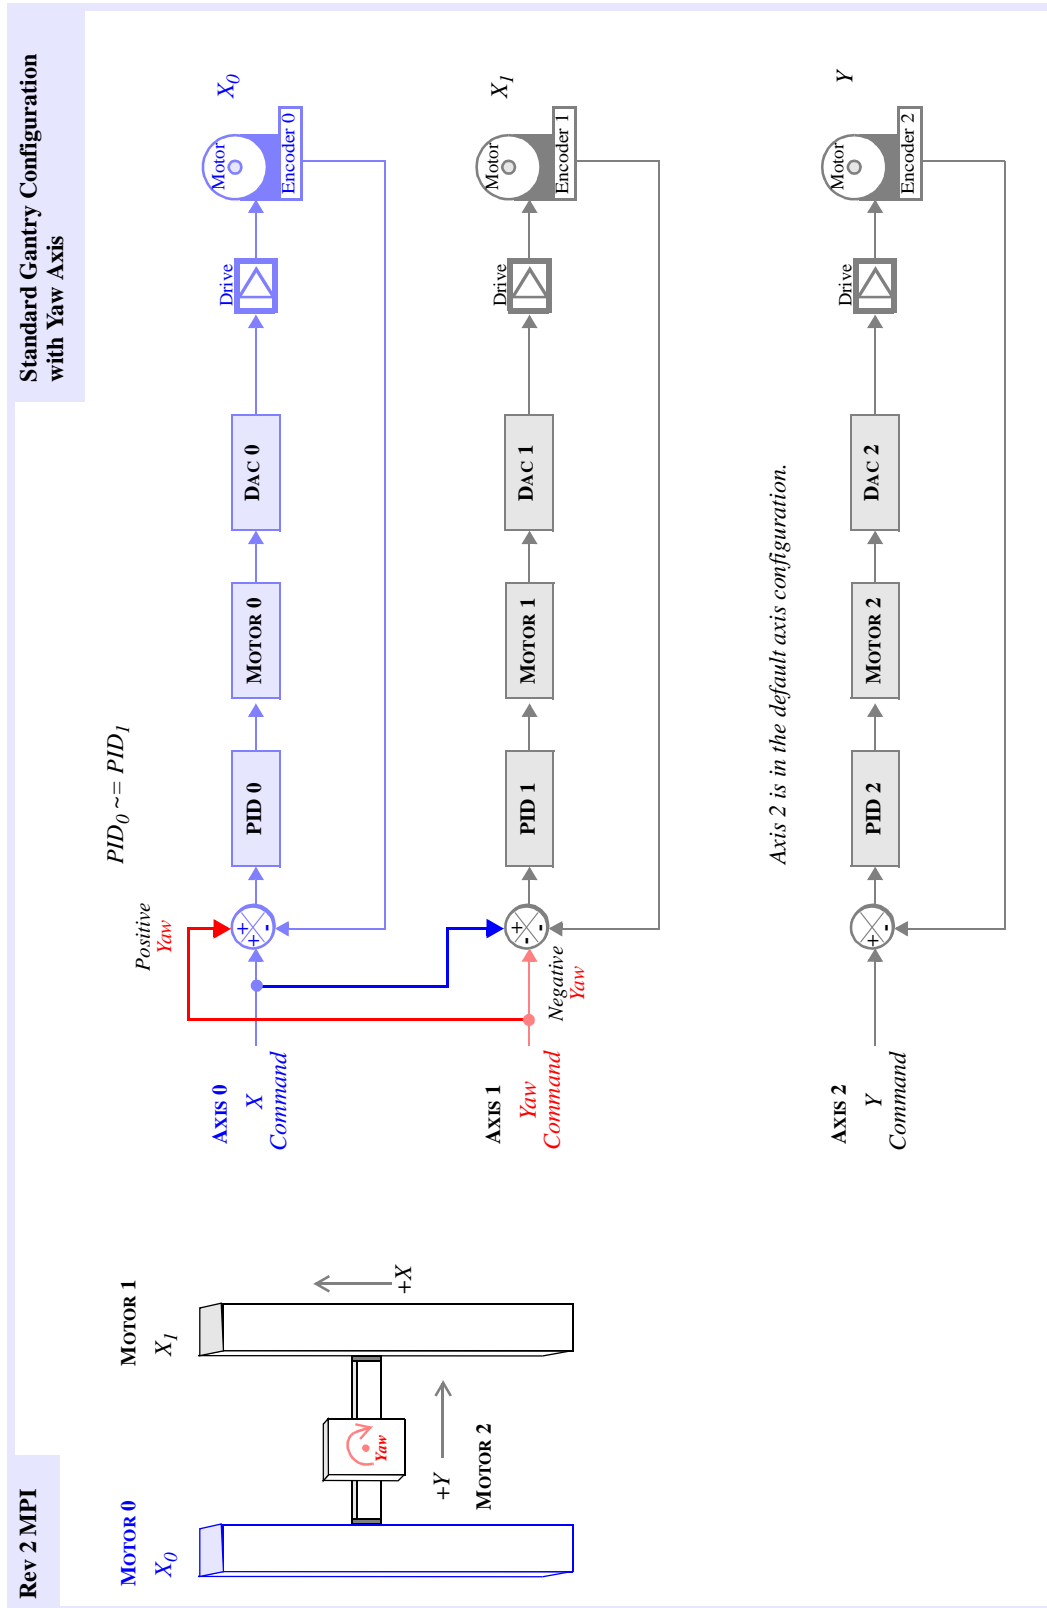 Rev 2 MPI
Standard Gantry Configuration
with Yaw Axis
MOTOR 0
X0
MOTOR 1
X1
+X
+Y
MOTOR 2
Yaw
PID0 ~= PID1
Positive
Yaw
AXIS 0
X
Command
+
+
-
PID 0
MOTOR 0
DAC 0
Drive
Motor
Encoder 0
X0
AXIS 1
Yaw
Command
Negative
Yaw
+
-
-
PID 1
MOTOR 1
DAC 1
Drive
Motor
Encoder 1
X1
Axis 2 is in the default axis configuration.
AXIS 2
Y
Command
+
-
PID 2
MOTOR 2
DAC 2
Drive
Motor
Encoder 2
Y